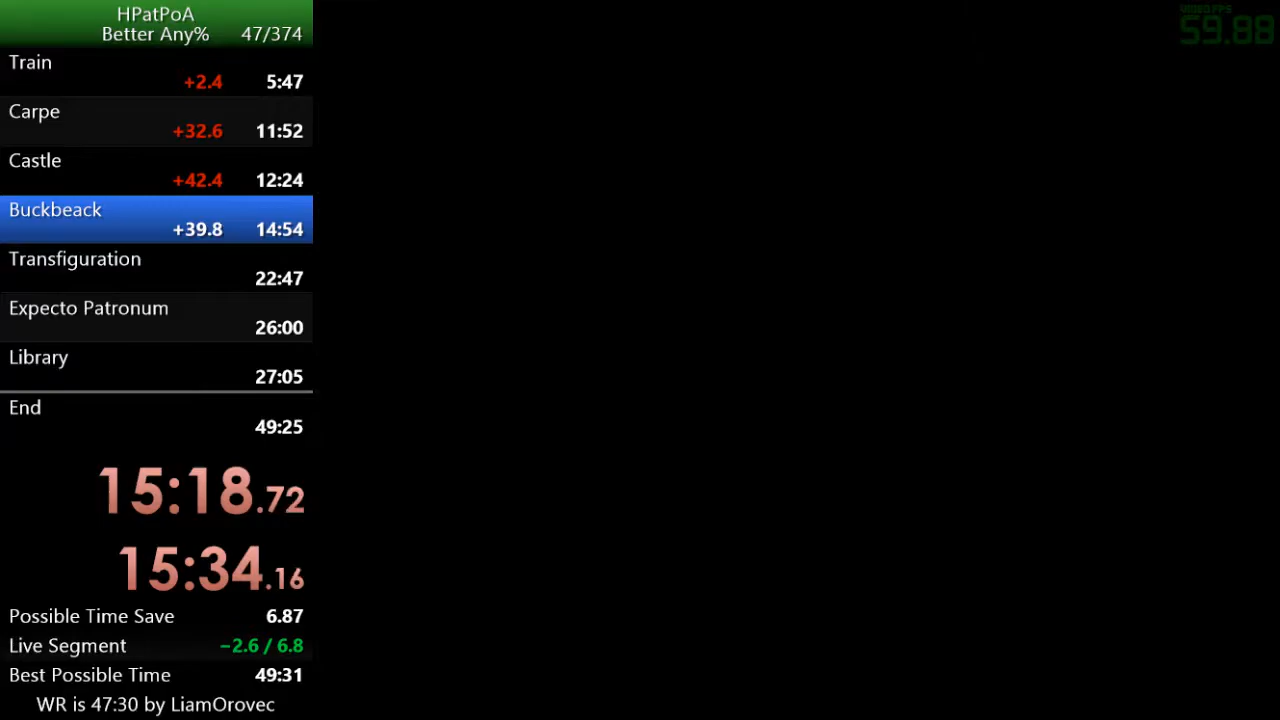 HPatPoA
Better Any% 47/374
Train
+2.4 5:47
Carpe
+32.6 11:52
Castle
+42.4 12:24
Buckbeack
+39.8 14:54
Transfiguration
22:47
Expecto Patronum
26:00
Library
27:05
End
49:25
15:18.72
15:34.16
Possible Time Save 6.87
Live Segment −2.6 / 6.8
Best Possible Time 49:31
WR is 47:30 by LiamOrovec
VIDEO FPS
59.88